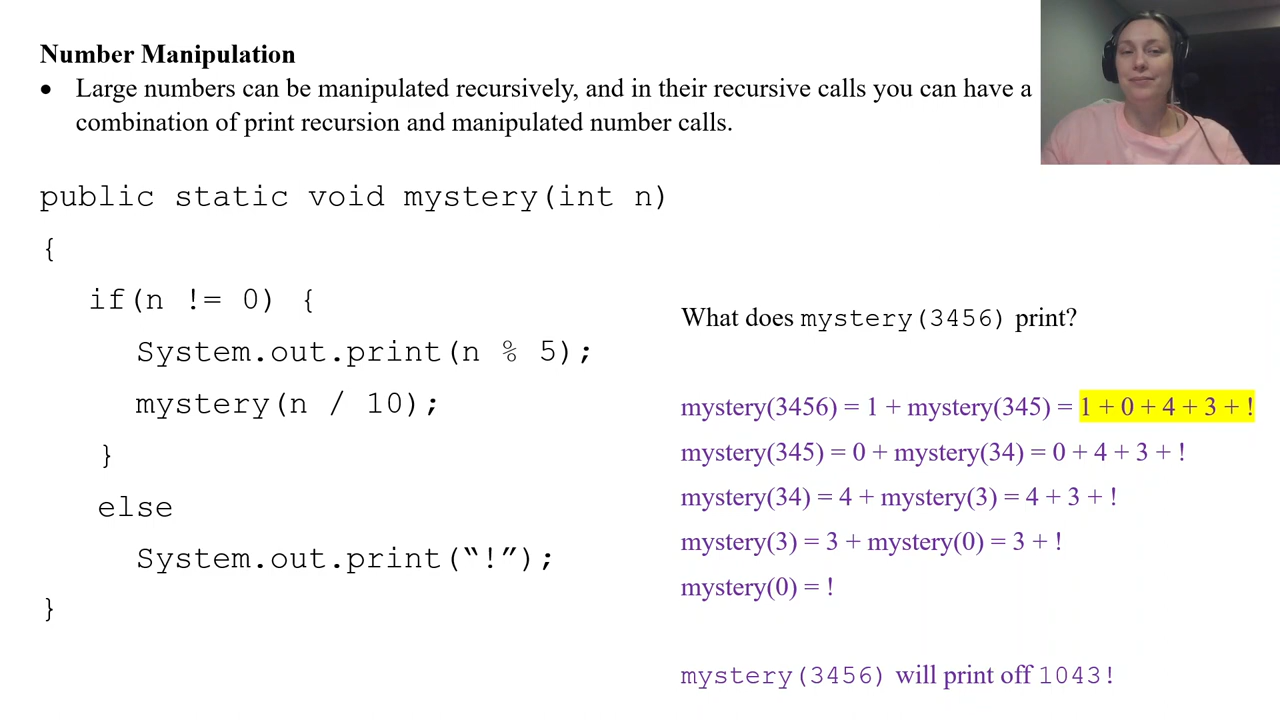 Number Manipulation
• Large numbers can be manipulated recursively, and in their recursive calls you can have a
combination of print recursion and manipulated number calls.
public static void mystery(int n)
{
if(n != 0) {
System.out.print(n % 5);
mystery(n / 10);
}
else
System.out.print(“!”);
}
What does mystery(3456) print?
mystery(3456) = 1 + mystery(345) = 1 + 0 + 4 + 3 + !
mystery(345) = 0 + mystery(34) = 0 + 4 + 3 + !
mystery(34) = 4 + mystery(3) = 4 + 3 + !
mystery(3) = 3 + mystery(0) = 3 + !
mystery(0) = !
mystery(3456) will print off 1043!